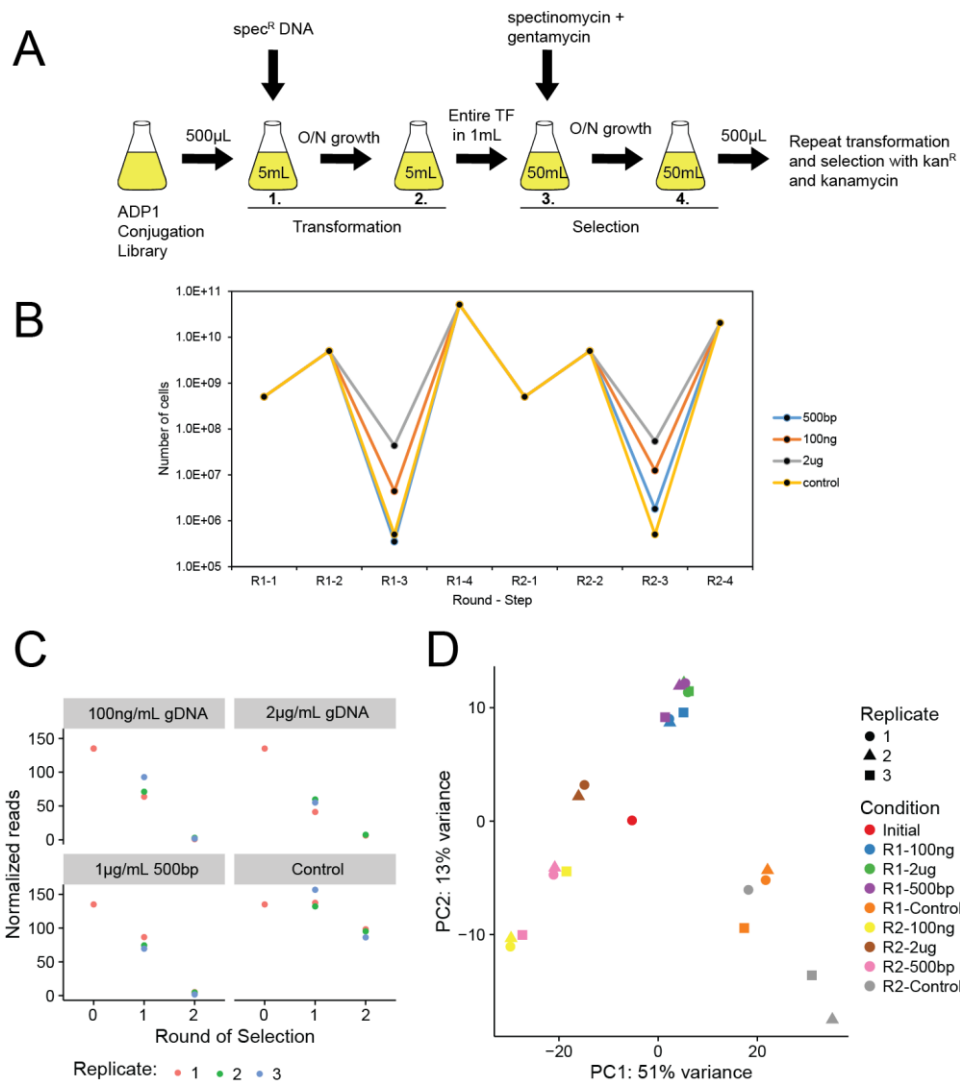 A
spec^R DNA
spectinomycin +
gentamycin
500µL
O/N growth
Entire TF
in 1mL
O/N growth
500µL
Repeat transformation
and selection with kan^R
and kanamycin
5mL
5mL
50mL
50mL
1.
2.
3.
4.
ADP1
Conjugation
Library
Transformation
Selection
B
1.0E+11
1.0E+10
1.0E+09
1.0E+08
1.0E+07
1.0E+06
1.0E+05
Number of cells
R1-1 R1-2 R1-3 R1-4 R2-1 R2-2 R2-3 R2-4
Round - Step
500bp
100ng
2ug
control
C
100ng/mL gDNA
2µg/mL gDNA
150
100
50
0
1µg/mL 500bp
Control
150
100
50
0
Normalized reads
0 1 2 0 1 2
Round of Selection
Replicate: 1 2 3
D
10
0
−10
PC2: 13% variance
−20 0 20
PC1: 51% variance
Replicate
1
2
3
Condition
Initial
R1-100ng
R1-2ug
R1-500bp
R1-Control
R2-100ng
R2-2ug
R2-500bp
R2-Control